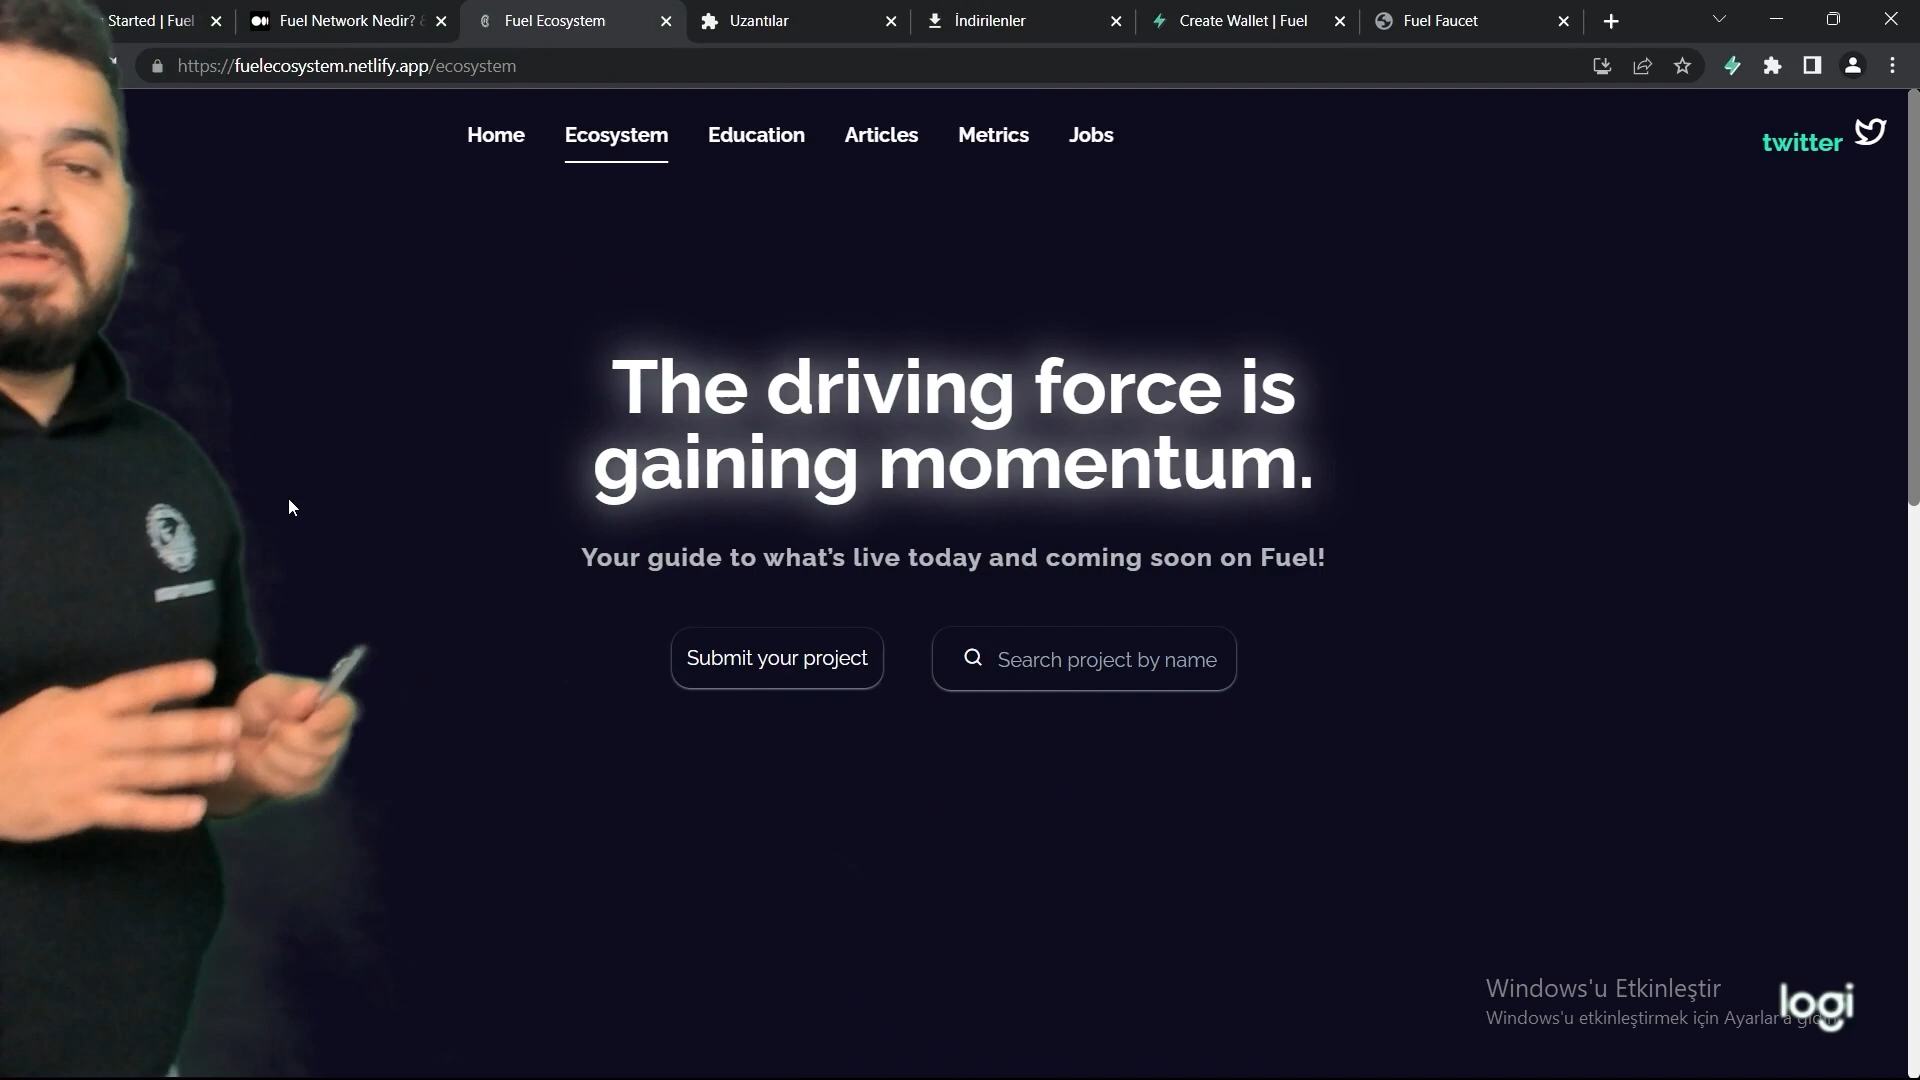 Started | Fuel
Fuel Network Nedir?
Fuel Ecosystem
Uzantılar
İndirilenler
Create Wallet | Fuel
Fuel Faucet
https://fuelecosystem.netlify.app/ecosystem
Home
Ecosystem
Education
Articles
Metrics
Jobs
twitter
The driving force is
gaining momentum.
Your guide to what's live today and coming soon on Fuel!
Submit your project
Search project by name
Windows'u Etkinleştir
Windows'u etkinleştirmek için Ayarlar'a
logi